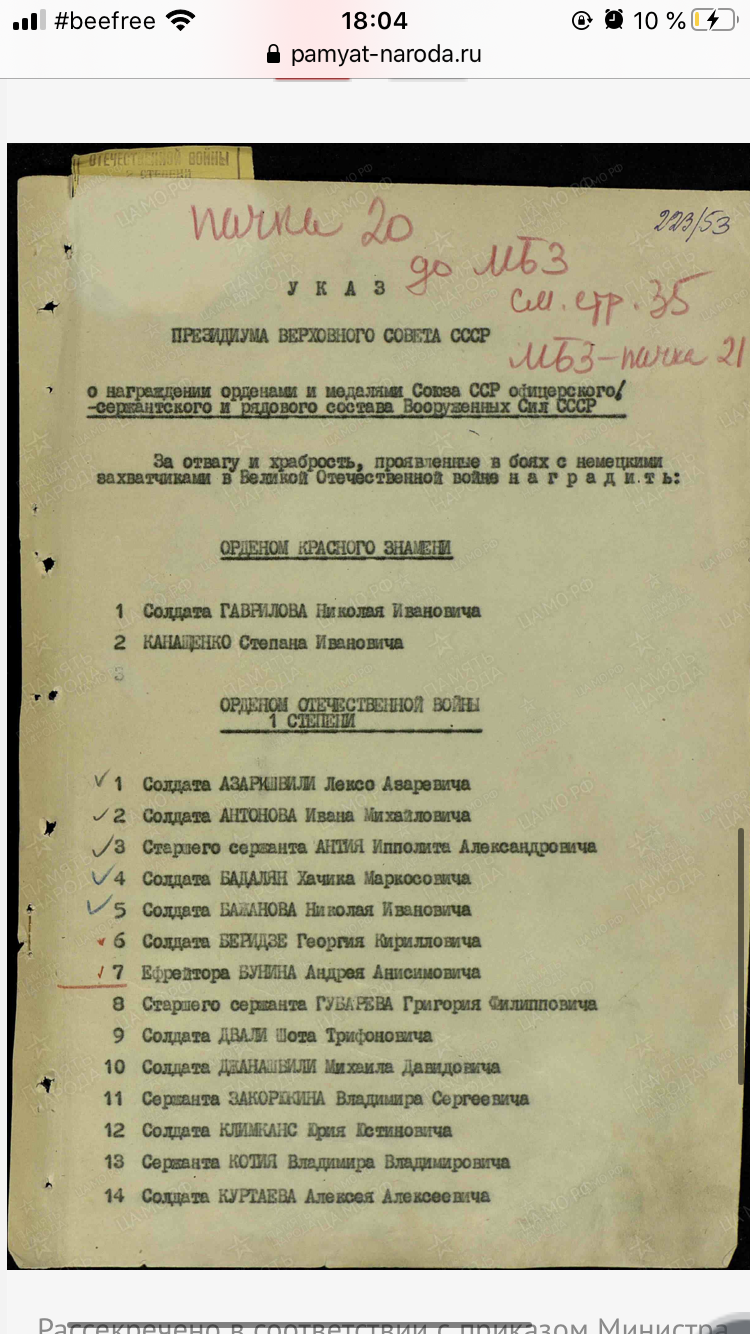 #beefree
18:04
10 %
pamyat-naroda.ru
ОТЕЧЕСТВЕННОЙ ВОЙНЫ
СТЕПЕНИ
пачка 20
223/53
до МБЗ
У К А З
см. стр. 35
ПРЕЗИДИУМА ВЕРХОВНОГО СОВЕТА СССР
МБЗ-пачка 21
о награждении орденами и медалями Союза ССР офицерского/
-сержантского и рядового состава Вооруженных Сил СССР
За отвагу и храбрость, проявленные в боях с немецкими
захватчиками в Великой Отечественной войне н а г р а д и т ь:
ОРДЕНОМ КРАСНОГО ЗНАМЕНИ
1 Солдата ГАВРИЛОВА Николая Ивановича
2 КАНАЩЕНКО Степана Ивановича
3
ОРДЕНОМ ОТЕЧЕСТВЕННОЙ ВОЙНЫ
1 СТЕПЕНИ
1 Солдата АЗАРИШВИЛИ Лексо Азаревича
2 Солдата АНТОНОВА Ивана Михайловича
3 Старшего сержанта АНТИЯ Ипполита Александровича
4 Солдата БАДАЛЯН Хачика Маркосовича
5 Солдата БАЖАНОВА Николая Ивановича
6 Солдата БЕРИДЗЕ Георгия Кирилловича
7 Ефрейтора БУНИНА Андрея Анисимовича
8 Старшего сержанта ГУБАРЕВА Григория Филипповича
9 Солдата ДВАЛИ Шота Трифоновича
10 Солдата ДЖАНАШВИЛИ Михаила Давидовича
11 Сержанта ЗАКОРЮКИНА Владимира Сергеевича
12 Солдата КЛИМКАНС Юрия Юстиновича
13 Сержанта КОТИЯ Владимира Владимировича
14 Солдата КУРТАЕВА Алексея Алексеевича
Рассекречено в соответствии с приказом Министра